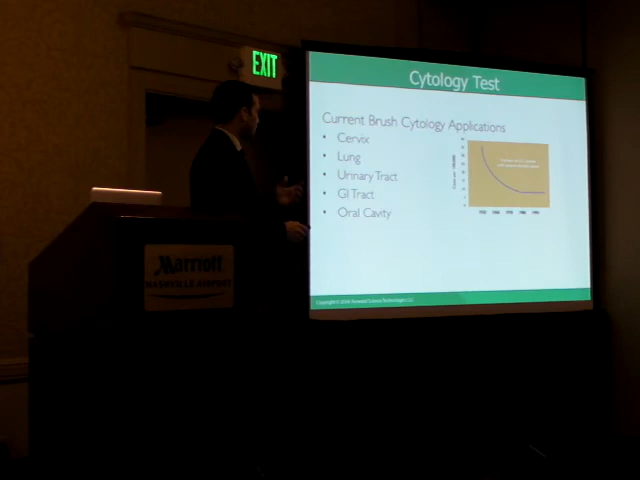 EXIT
Cytology Test
Current Brush Cytology Applications
• Cervix
• Lung
• Urinary Tract
• GI Tract
• Oral Cavity
Marriott
NASHVILLE AIRPORT